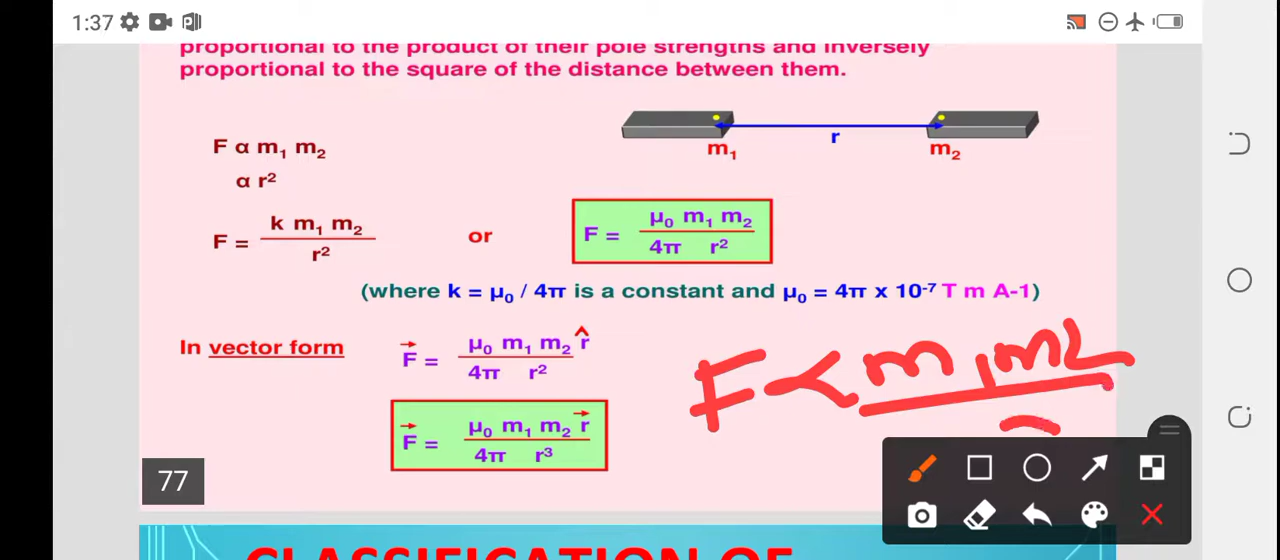 1:37
proportional to the product of their pole strengths and inversely
proportional to the square of the distance between them.
r
m₁ m₂
F α m₁ m₂
α r²
F = k m₁ m₂ / r² or F = μ₀ m₁ m₂ / 4π r²
(where k = μ₀ / 4π is a constant and μ₀ = 4π x 10⁻⁷ T m A-1)
In vector form F⃗ = μ₀ m₁ m₂ r̂ / 4π r²
F⃗ = μ₀ m₁ m₂ r⃗ / 4π r³
F ∝ m₁m₂
77
CLASSIFICATION OF